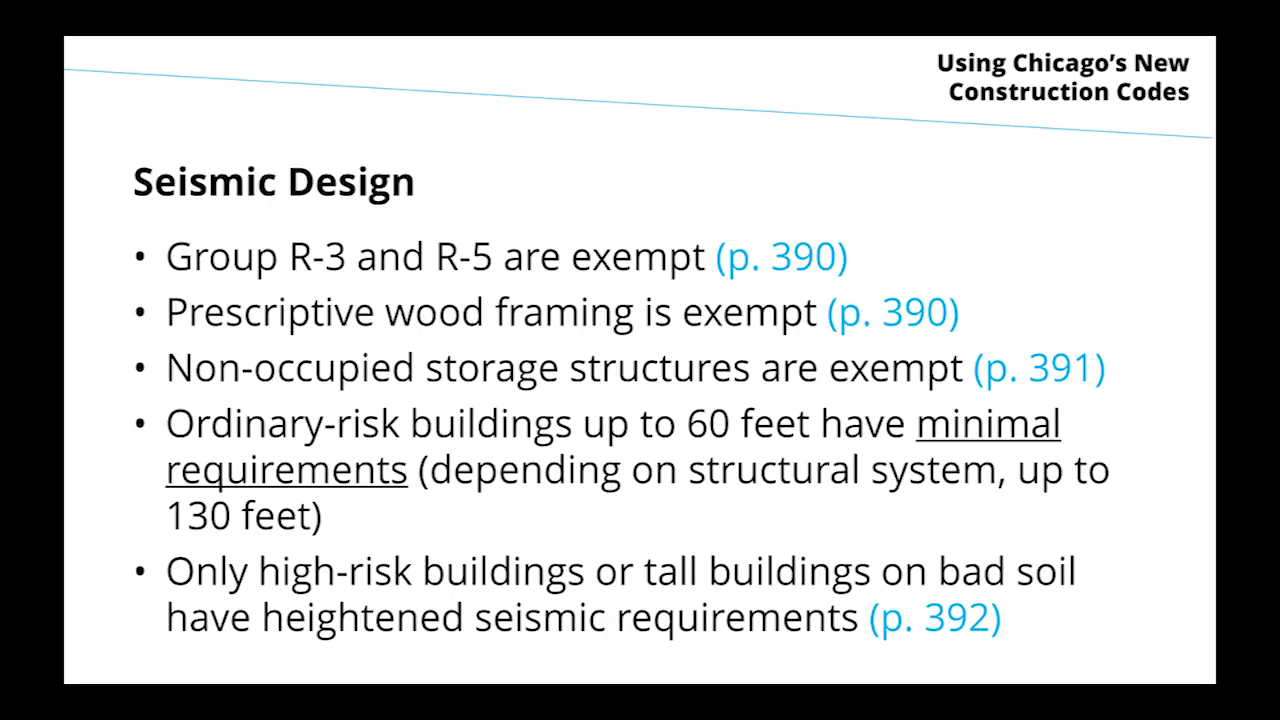 Using Chicago’s New
Construction Codes
Seismic Design
• Group R-3 and R-5 are exempt (p. 390)
• Prescriptive wood framing is exempt (p. 390)
• Non-occupied storage structures are exempt (p. 391)
• Ordinary-risk buildings up to 60 feet have minimal
requirements (depending on structural system, up to
130 feet)
• Only high-risk buildings or tall buildings on bad soil
have heightened seismic requirements (p. 392)